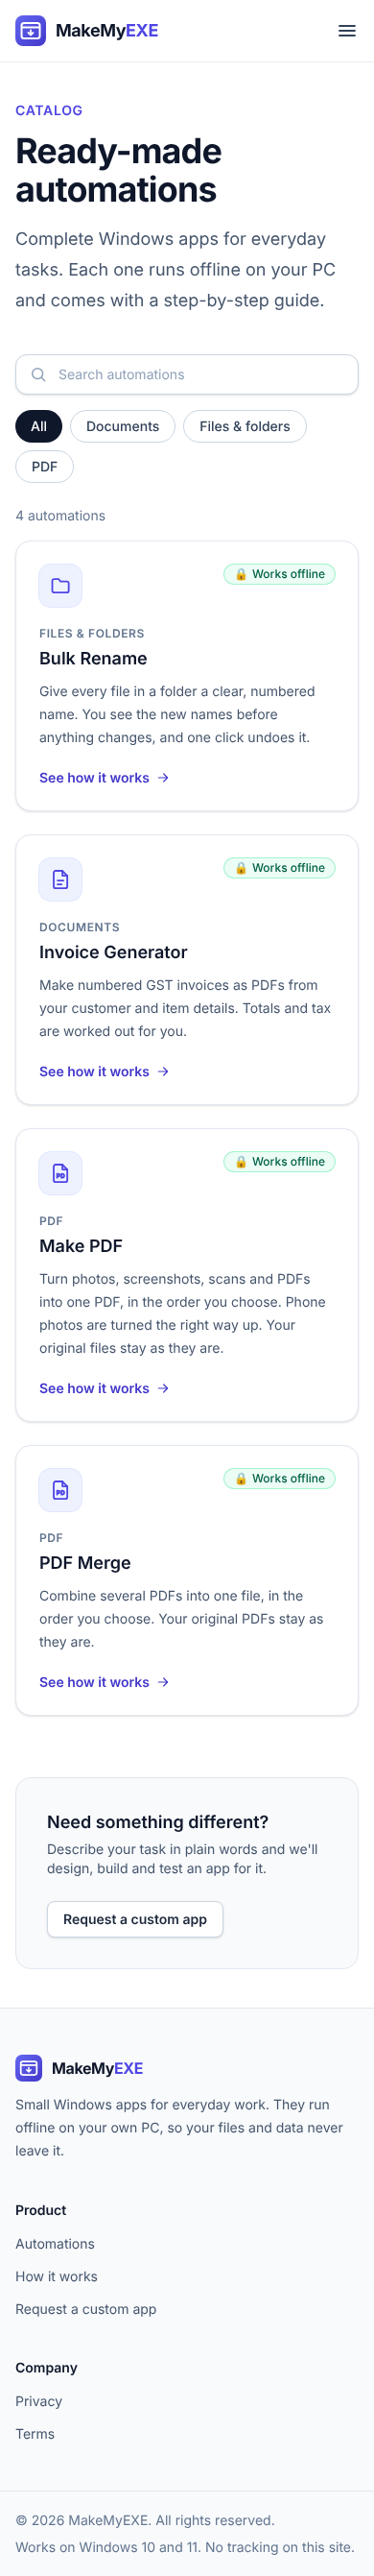 MakeMyEXE
CATALOG
Ready-made
automations
Complete Windows apps for everyday
tasks. Each one runs offline on your PC
and comes with a step-by-step guide.
Search automations
All Documents Files & folders
PDF
4 automations
🔒 Works offline
FILES & FOLDERS
Bulk Rename
Give every file in a folder a clear, numbered
name. You see the new names before
anything changes, and one click undoes it.
See how it works →
🔒 Works offline
DOCUMENTS
Invoice Generator
Make numbered GST invoices as PDFs from
your customer and item details. Totals and tax
are worked out for you.
See how it works →
🔒 Works offline
PD
PDF
Make PDF
Turn photos, screenshots, scans and PDFs
into one PDF, in the order you choose. Phone
photos are turned the right way up. Your
original files stay as they are.
See how it works →
🔒 Works offline
PD
PDF
PDF Merge
Combine several PDFs into one file, in the
order you choose. Your original PDFs stay as
they are.
See how it works →
Need something different?
Describe your task in plain words and we'll
design, build and test an app for it.
Request a custom app
MakeMyEXE
Small Windows apps for everyday work. They run
offline on your own PC, so your files and data never
leave it.
Product
Automations
How it works
Request a custom app
Company
Privacy
Terms
© 2026 MakeMyEXE. All rights reserved.
Works on Windows 10 and 11. No tracking on this site.